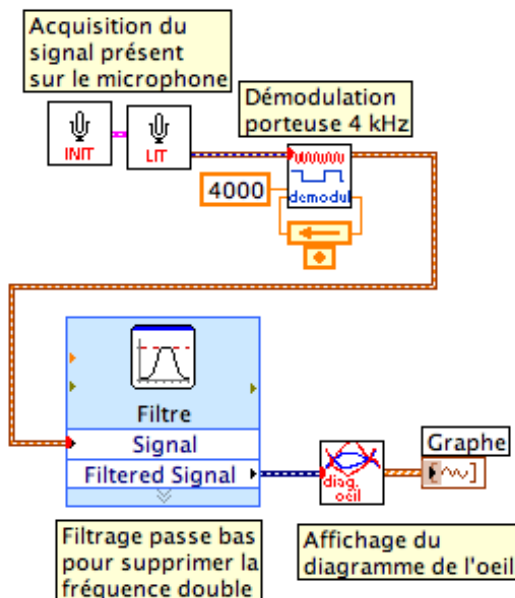 Acquisition du
signal présent
sur le microphone
INIT
LIT
Démodulation
porteuse 4 kHz
4000
demodul
Filtre
Signal
Filtered Signal
diag.
oeil
Graphe
Filtrage passe bas
pour supprimer la
fréquence double
Affichage du
diagramme de l'oeil